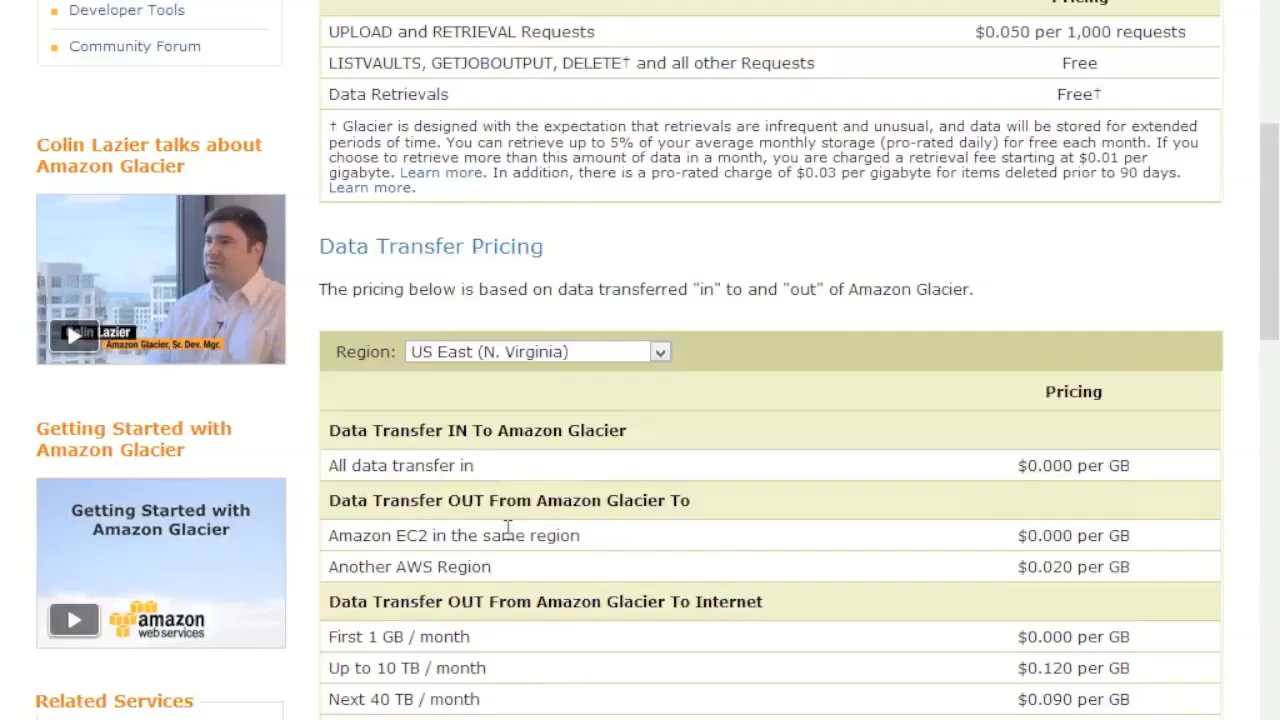 Developer Tools
Community Forum
Colin Lazier talks about
Amazon Glacier
Colin Lazier
Amazon Glacier, Sr. Dev. Mgr.
Getting Started with
Amazon Glacier
Getting Started with
Amazon Glacier
amazon
web services
Related Services
Pricing
UPLOAD and RETRIEVAL Requests $0.050 per 1,000 requests
LISTVAULTS, GETJOBOUTPUT, DELETE† and all other Requests Free
Data Retrievals Free†
† Glacier is designed with the expectation that retrievals are infrequent and unusual, and data will be stored for extended
periods of time. You can retrieve up to 5% of your average monthly storage (pro-rated daily) for free each month. If you
choose to retrieve more than this amount of data in a month, you are charged a retrieval fee starting at $0.01 per
gigabyte. Learn more. In addition, there is a pro-rated charge of $0.03 per gigabyte for items deleted prior to 90 days.
Learn more.
Data Transfer Pricing
The pricing below is based on data transferred "in" to and "out" of Amazon Glacier.
Region: US East (N. Virginia)
Pricing
Data Transfer IN To Amazon Glacier
All data transfer in $0.000 per GB
Data Transfer OUT From Amazon Glacier To
Amazon EC2 in the same region $0.000 per GB
Another AWS Region $0.020 per GB
Data Transfer OUT From Amazon Glacier To Internet
First 1 GB / month $0.000 per GB
Up to 10 TB / month $0.120 per GB
Next 40 TB / month $0.090 per GB